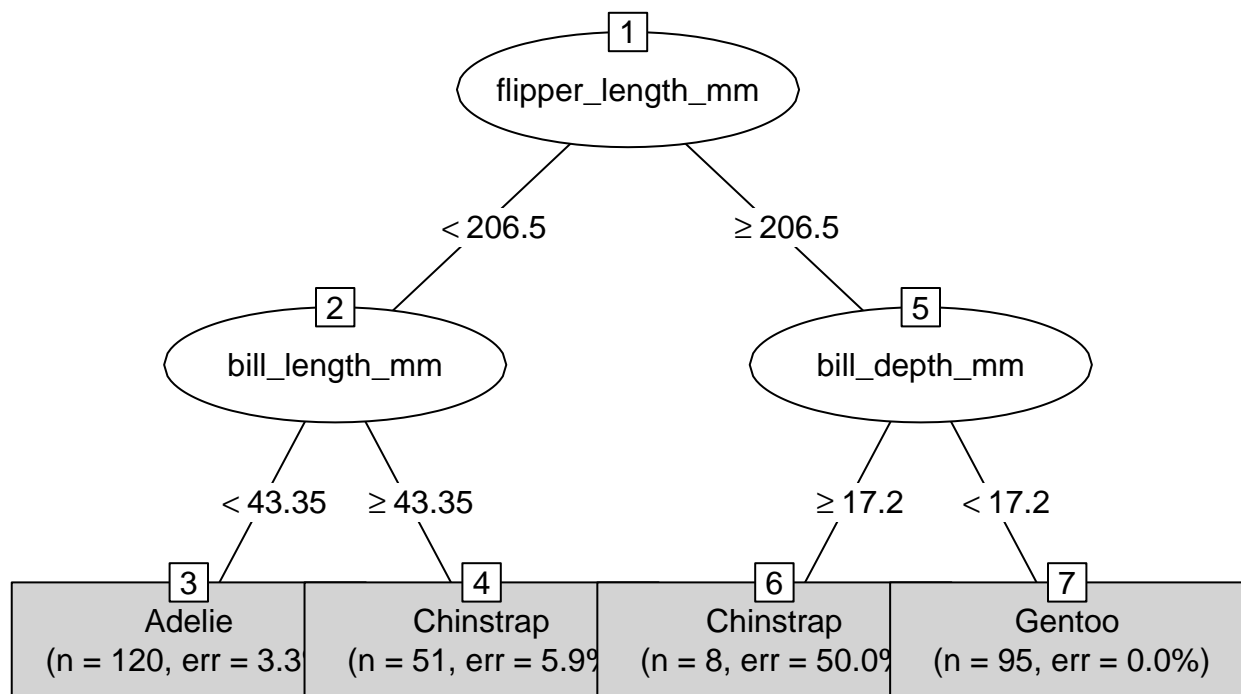 1
flipper_length_mm
< 206.5 ≥ 206.5
2 5
bill_length_mm bill_depth_mm
< 43.35 ≥ 43.35 ≥ 17.2 < 17.2
3 4 6 7
Adelie Chinstrap Chinstrap Gentoo
(n = 120, err = 3.3 (n = 51, err = 5.9% (n = 8, err = 50.0% (n = 95, err = 0.0%)